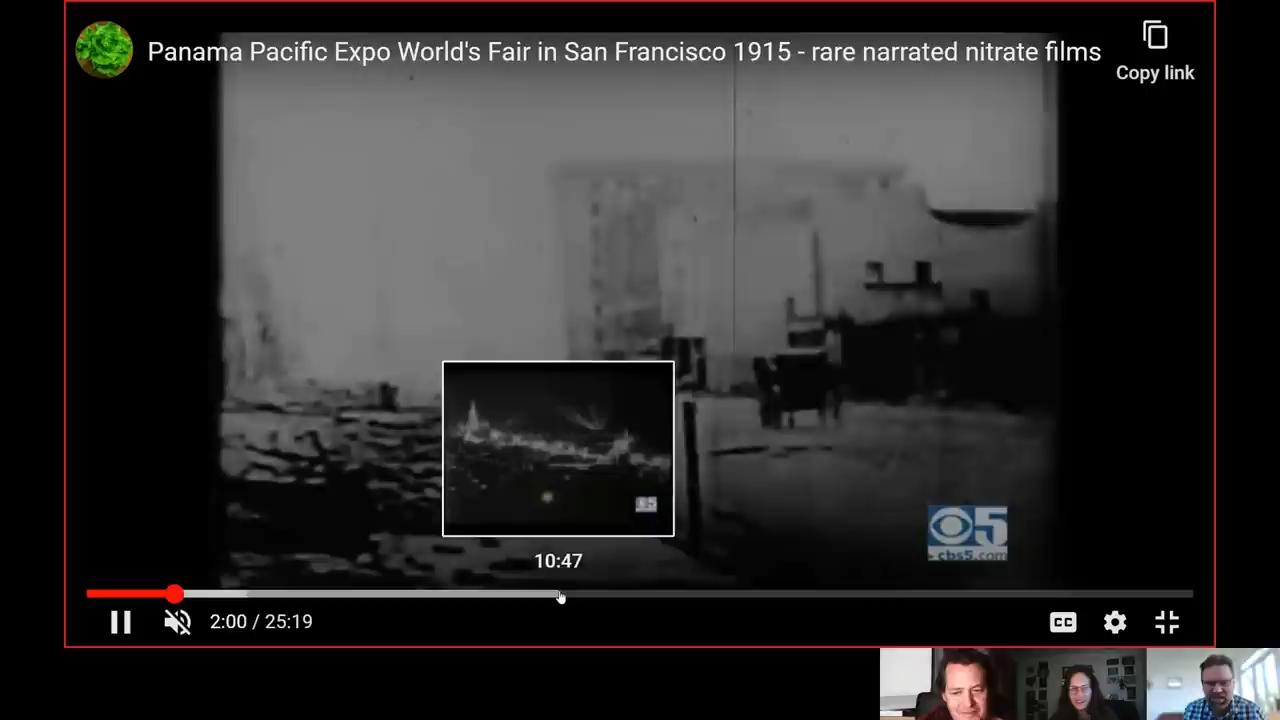 Panama Pacific Expo World's Fair in San Francisco 1915 - rare narrated nitrate films
Copy link
5
cbs5.com
10:47
2:00 / 25:19
CC